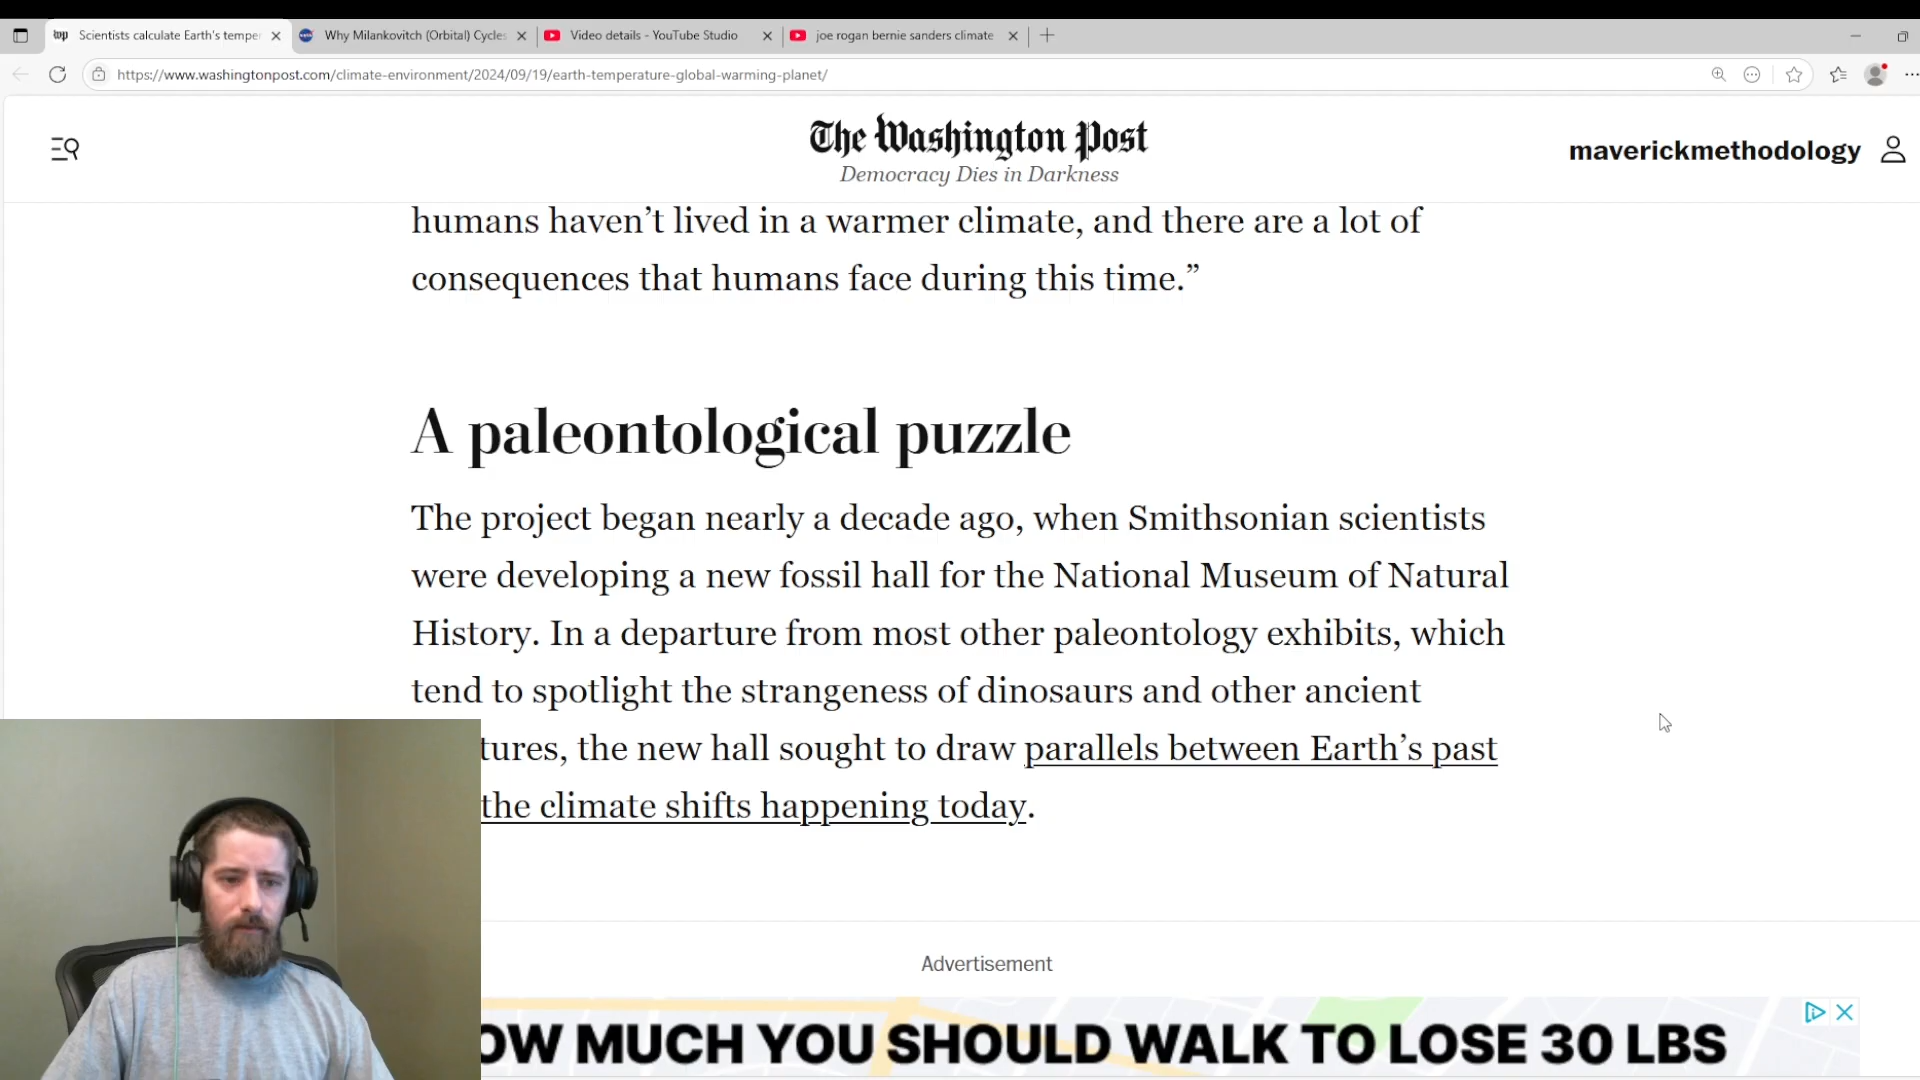 Scientists calculate Earth's tempe
Why Milankovitch (Orbital) Cycles
Video details - YouTube Studio
joe rogan bernie sanders climate
https://www.washingtonpost.com/climate-environment/2024/09/19/earth-temperature-global-warming-planet/
The Washington Post
Democracy Dies in Darkness
maverickmethodology
humans haven’t lived in a warmer climate, and there are a lot of
consequences that humans face during this time.”
A paleontological puzzle
The project began nearly a decade ago, when Smithsonian scientists
were developing a new fossil hall for the National Museum of Natural
History. In a departure from most other paleontology exhibits, which
tend to spotlight the strangeness of dinosaurs and other ancient
tures, the new hall sought to draw parallels between Earth’s past
the climate shifts happening today.
Advertisement
OW MUCH YOU SHOULD WALK TO LOSE 30 LBS